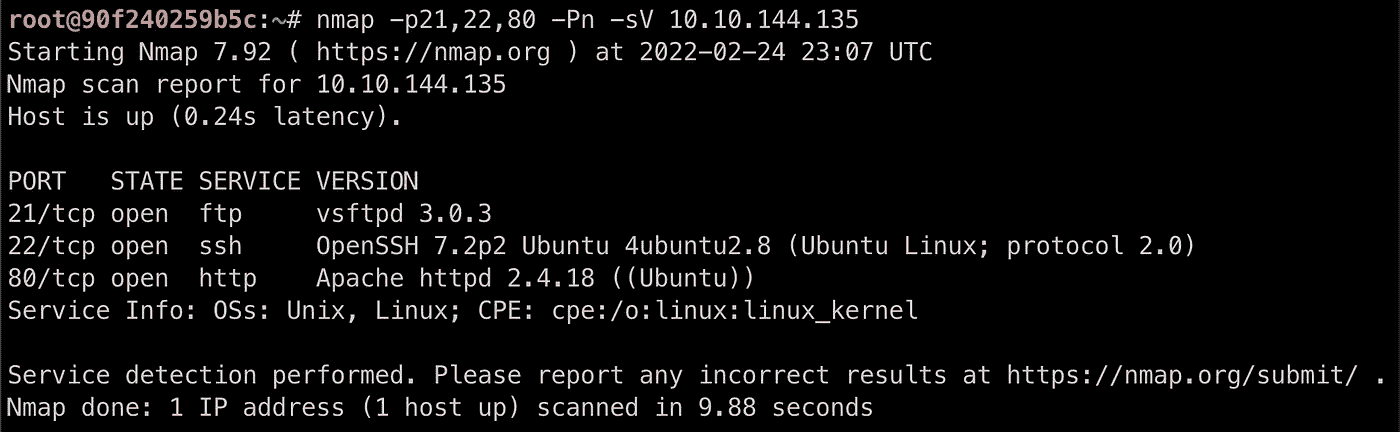 root@90f240259b5c:~# nmap -p21,22,80 -Pn -sV 10.10.144.135
Starting Nmap 7.92 ( https://nmap.org ) at 2022-02-24 23:07 UTC
Nmap scan report for 10.10.144.135
Host is up (0.24s latency).
PORT   STATE SERVICE VERSION
21/tcp open  ftp     vsftpd 3.0.3
22/tcp open  ssh     OpenSSH 7.2p2 Ubuntu 4ubuntu2.8 (Ubuntu Linux; protocol 2.0)
80/tcp open  http    Apache httpd 2.4.18 ((Ubuntu))
Service Info: OSs: Unix, Linux; CPE: cpe:/o:linux:linux_kernel
Service detection performed. Please report any incorrect results at https://nmap.org/submit/ .
Nmap done: 1 IP address (1 host up) scanned in 9.88 seconds